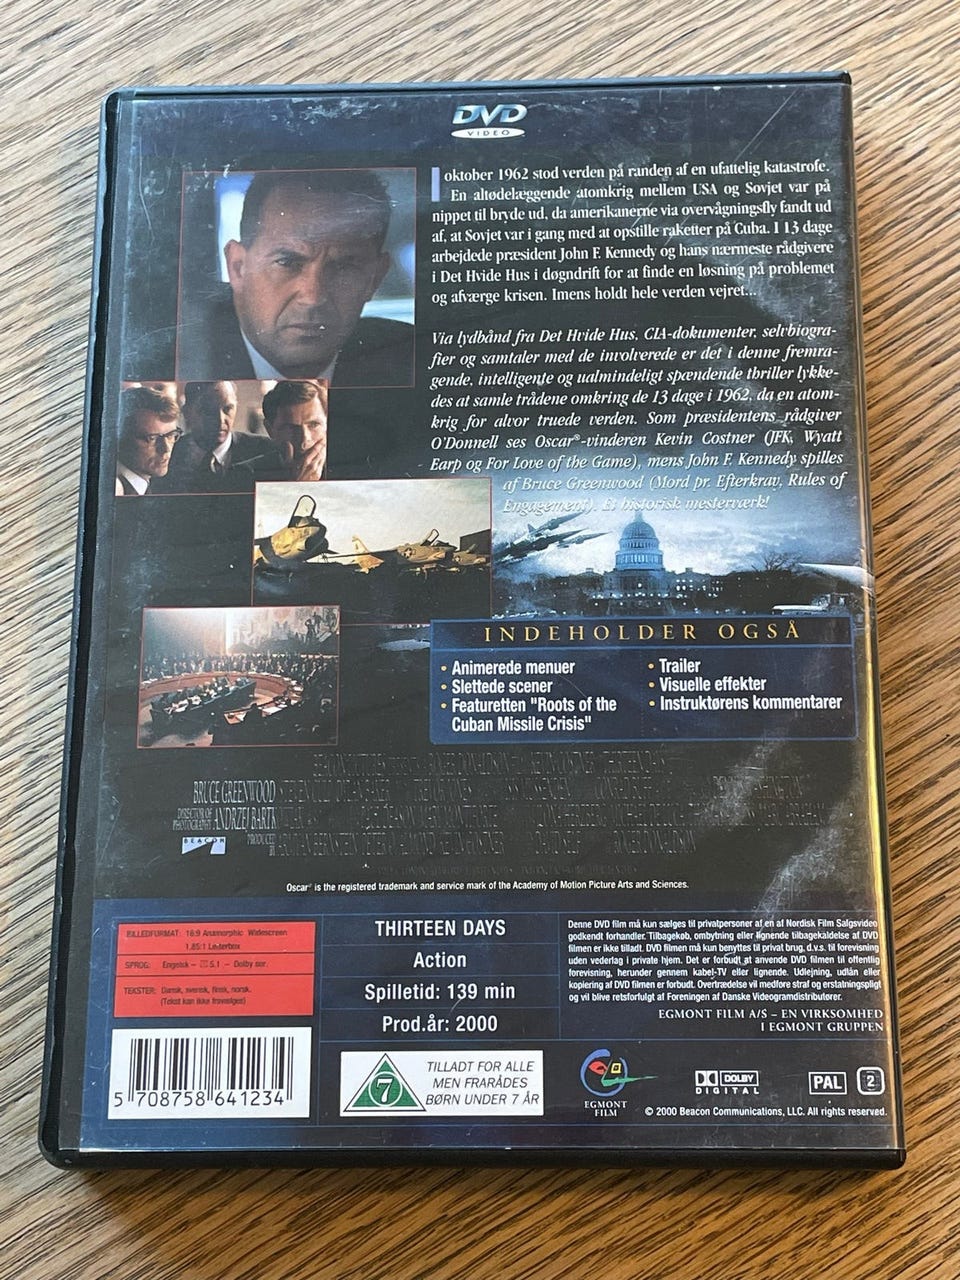 DVD
VIDEO
I oktober 1962 stod verden på randen af en ufattelig katastrofe.
En altødelæggende atomkrig mellem USA og Sovjet var på
nippet til bryde ud, da amerikanerne via overvågningsfly fandt ud
af, at Sovjet var i gang med at opstille raketter på Cuba. I 13 dage
arbejdede præsident John F. Kennedy og hans nærmeste rådgivere
i Det Hvide Hus i døgndrift for at finde en løsning på problemet
og afværge krisen. Imens holdt hele verden vejret...
Via lydbånd fra Det Hvide Hus, CIA-dokumenter, selvbiogra-
fier og samtaler med de involverede er det i denne fremra-
gende, intelligente og ualmindeligt spændende thriller lykke-
des at samle trådene omkring de 13 dage i 1962, da en atom-
krig for alvor truede verden. Som præsidentens rådgiver
O'Donnell ses Oscar®-vinderen Kevin Costner (JFK, Wyatt
Earp og For Love of the Game), mens John F. Kennedy spilles
af Bruce Greenwood (Mord pr. Efterkrav, Rules of
Engagement). Et historisk mesterværk!
INDEHOLDER OGSÅ
• Animerede menuer
• Slettede scener
• Featuretten "Roots of the
Cuban Missile Crisis"
• Trailer
• Visuelle effekter
• Instruktørens kommentarer
BRUCE GREENWOOD
DIRECTOR OF
PHOTOGRAPHY ANDRZEJ BARTK
BEACON
Oscar® is the registered trademark and service mark of the Academy of Motion Picture Arts and Sciences.
BILLEDFORMAT: 16:9 Anamorphic Widescreen
1.85:1 Letterbox
SPROG: Engelsk - 5.1 - Dolby sur.
TEKSTER: Dansk, svensk, finsk, norsk.
(Tekst kan ikke fravælges)
5 708758 641234
THIRTEEN DAYS
Action
Spilletid: 139 min
Prod.år: 2000
7
TILLADT FOR ALLE
MEN FRARÅDES
BØRN UNDER 7 ÅR
Denne DVD film må kun sælges til privatpersoner af en af Nordisk Film Salgsvideo
godkendt forhandler. Tilbagekøb, ombytning eller lignende tilbagekaldelse af DVD
filmen er ikke tilladt. DVD filmen må kun benyttes til privat brug, d.v.s. til forevisning
uden vederlag i private hjem. Det er forbudt at anvende DVD filmen til offentlig
forevisning, herunder gennem kabel-TV eller lignende. Udlejning, udlån eller
kopiering af DVD filmen er forbudt. Overtrædelse vil medføre straf og erstatningspligt
og vil blive retsforfulgt af Foreningen af Danske Videogramdistributører.
EGMONT FILM A/S – EN VIRKSOMHED
I EGMONT GRUPPEN
EGMONT
FILM
DOLBY
DIGITAL
PAL
2
© 2000 Beacon Communications, LLC. All rights reserved.